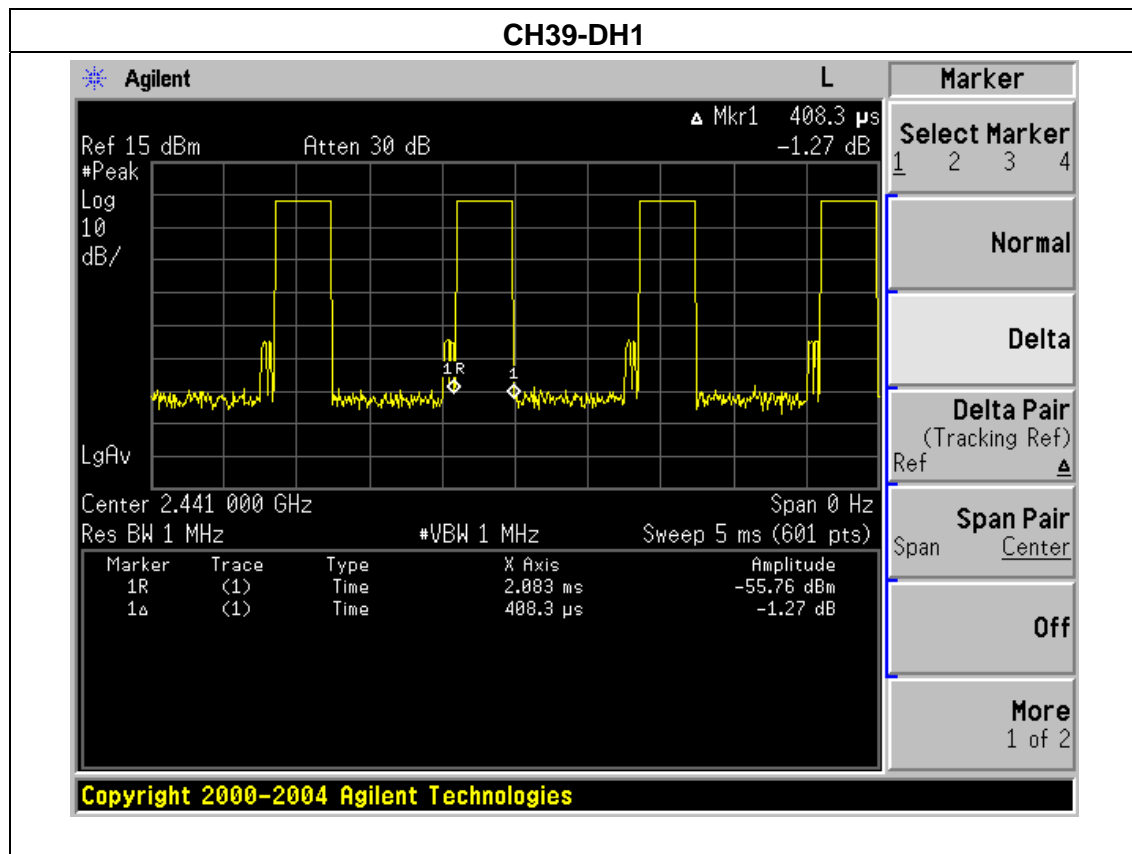 CH39-DH1
Agilent L
Δ Mkr1 408.3 µs
Ref 15 dBm Atten 30 dB -1.27 dB
#Peak
Log
10
dB/
1R 1
LgAv
Center 2.441 000 GHz Span 0 Hz
Res BW 1 MHz #VBW 1 MHz Sweep 5 ms (601 pts)
Marker Trace Type X Axis Amplitude
1R (1) Time 2.083 ms -55.76 dBm
1Δ (1) Time 408.3 µs -1.27 dB
Copyright 2000-2004 Agilent Technologies
Marker
Select Marker
1 2 3 4
Normal
Delta
Delta Pair
(Tracking Ref)
Ref Δ
Span Pair
Span Center
Off
More
1 of 2